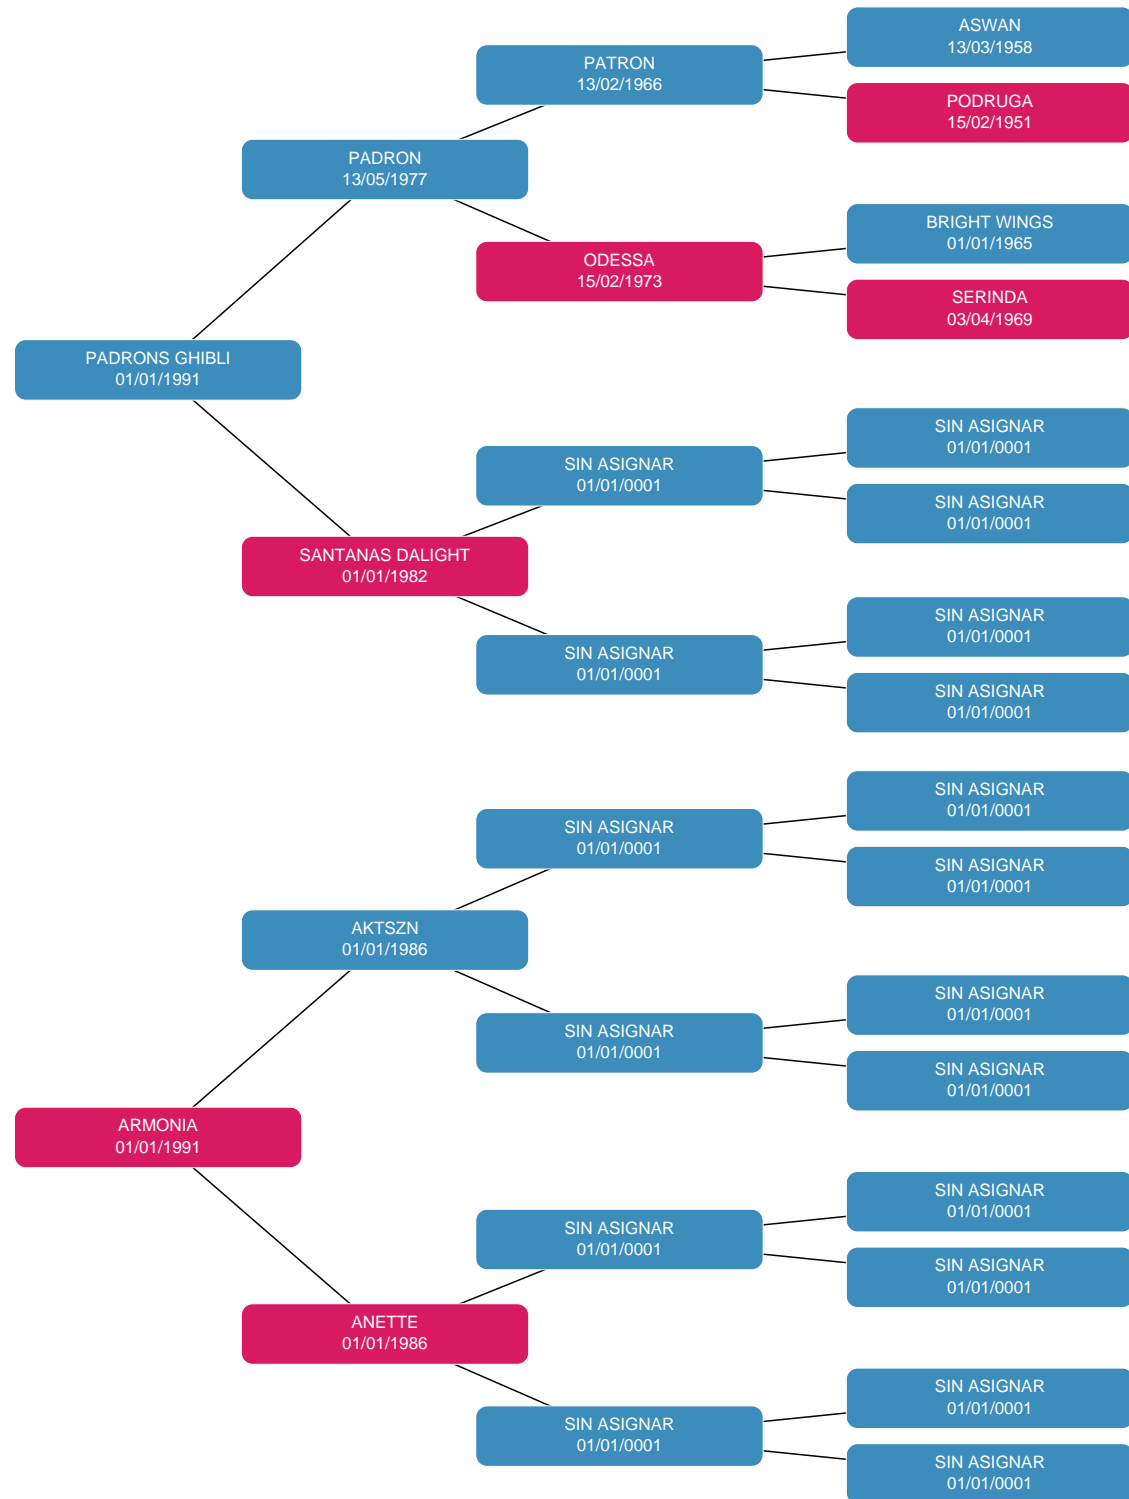 ASWAN
13/03/1958
PATRON
13/02/1966
PODRUGA
15/02/1951
PADRON
13/05/1977
BRIGHT WINGS
01/01/1965
ODESSA
15/02/1973
SERINDA
03/04/1969
PADRONS GHIBLI
01/01/1991
SIN ASIGNAR
01/01/0001
SIN ASIGNAR
01/01/0001
SIN ASIGNAR
01/01/0001
SANTANAS DALIGHT
01/01/1982
SIN ASIGNAR
01/01/0001
SIN ASIGNAR
01/01/0001
SIN ASIGNAR
01/01/0001
SIN ASIGNAR
01/01/0001
SIN ASIGNAR
01/01/0001
SIN ASIGNAR
01/01/0001
AKTSZN
01/01/1986
SIN ASIGNAR
01/01/0001
SIN ASIGNAR
01/01/0001
SIN ASIGNAR
01/01/0001
ARMONIA
01/01/1991
SIN ASIGNAR
01/01/0001
SIN ASIGNAR
01/01/0001
SIN ASIGNAR
01/01/0001
ANETTE
01/01/1986
SIN ASIGNAR
01/01/0001
SIN ASIGNAR
01/01/0001
SIN ASIGNAR
01/01/0001